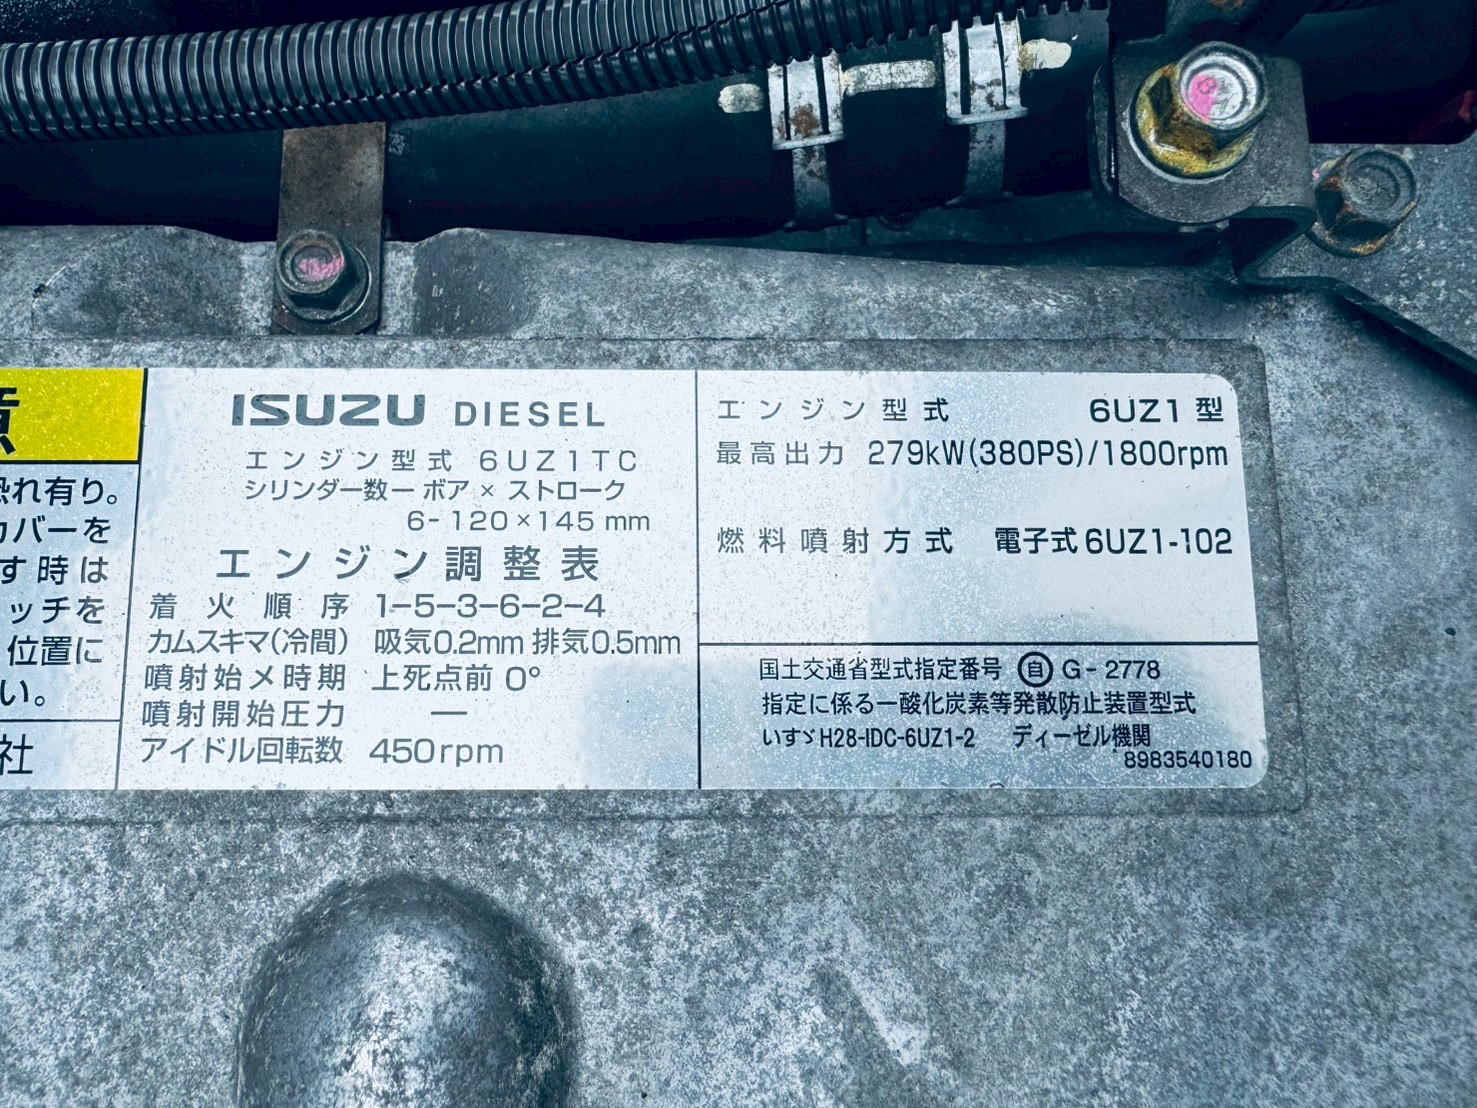 恐れ有り。
カバーを
す時は
ッチを
位置に
い。
社
ISUZU DIESEL
エンジン型式 6UZ1TC
シリンダー数ー ボア × ストローク
6-120×145 mm
エンジン調整表
着火順序 1-5-3-6-2-4
カムスキマ(冷間) 吸気0.2mm 排気0.5mm
噴射始メ時期 上死点前 0°
噴射開始圧力 —
アイドル回転数 450rpm
エンジン型式 6UZ1型
最高出力 279kW(380PS)/1800rpm
燃料噴射方式 電子式6UZ1-102
国土交通省型式指定番号 ㊀自 G-2778
指定に係る一酸化炭素等発散防止装置型式
いすゞH28-IDC-6UZ1-2 ディーゼル機関
8983540180